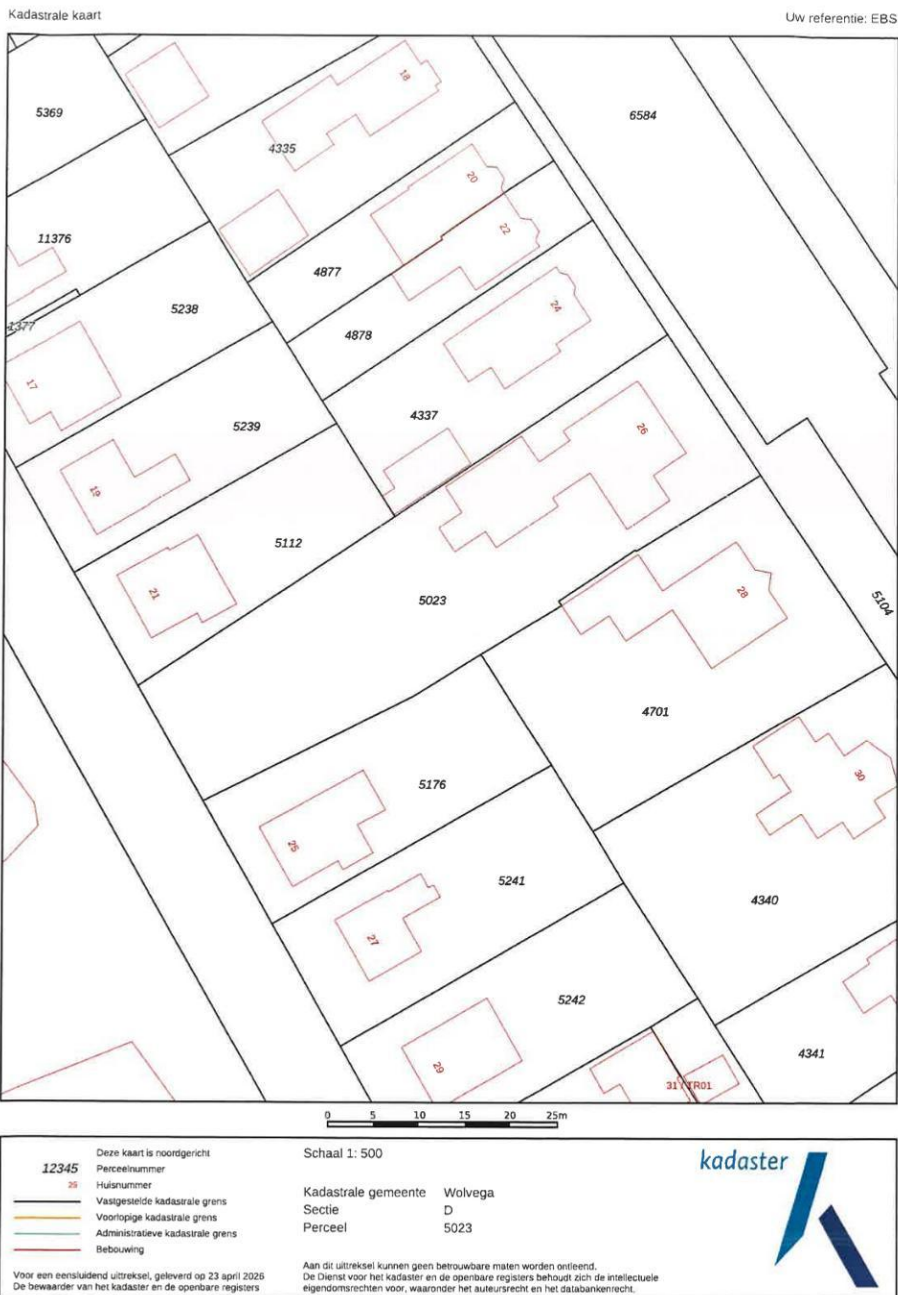 Kadastrale kaart
Uw referentie: EBS
18
6584
5369
4335
20
11376
22
4877
5238
24
1377
4878
17
4337
5239
26
19
5112
21
5023
28
5104
4701
5176
30
25
5241
4340
27
5242
4341
29
31 / TR01
0 5 10 15 20 25m
Deze kaart is noordgericht
12345 Perceelnummer
25 Huisnummer
Vastgestelde kadastrale grens
Voorlopige kadastrale grens
Administratieve kadastrale grens
Bebouwing
Voor een eensluidend uittreksel, geleverd op 23 april 2026
De bewaarder van het kadaster en de openbare registers
Schaal 1: 500
Kadastrale gemeente Wolvega
Sectie D
Perceel 5023
Aan dit uittreksel kunnen geen betrouwbare maten worden ontleend.
De Dienst voor het kadaster en de openbare registers behoudt zich de intellectuele
eigendomsrechten voor, waaronder het auteursrecht en het databankenrecht.
kadaster